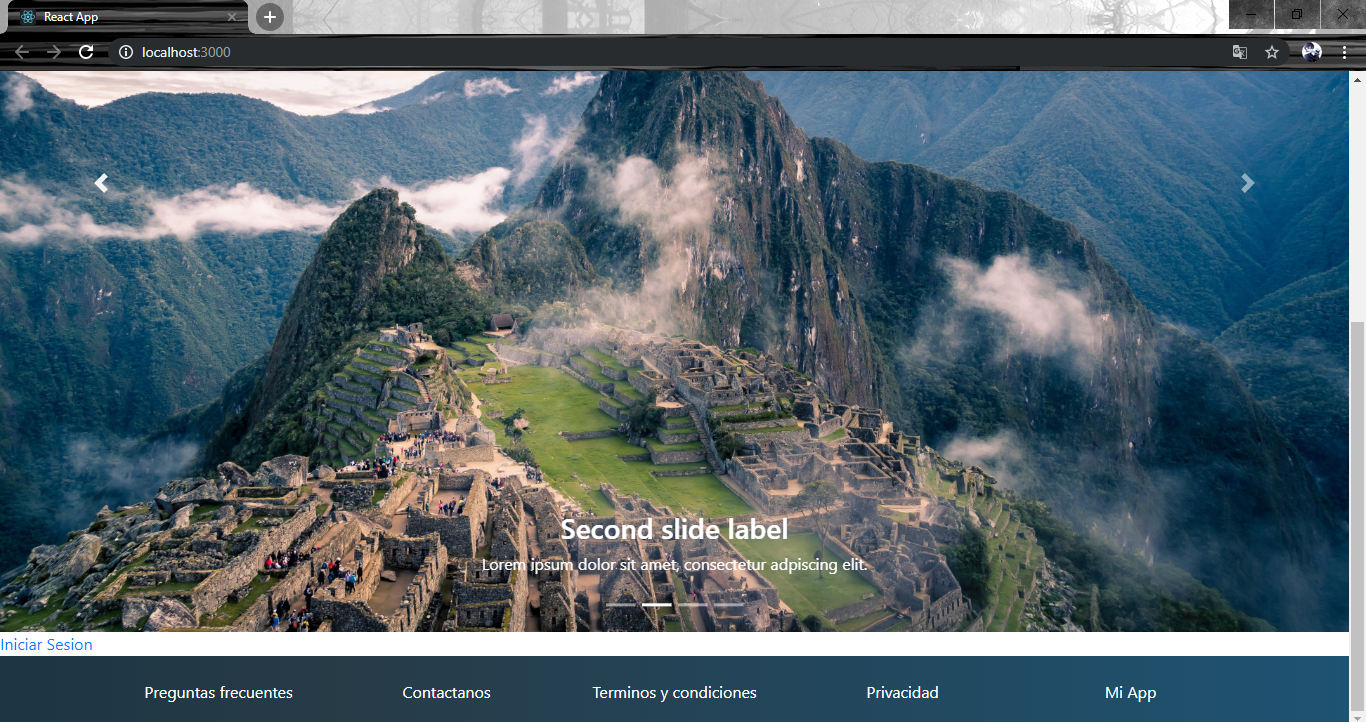 React App
localhost:3000
Second slide label
Lorem ipsum dolor sit amet, consectetur adipiscing elit.
Iniciar Sesion
Preguntas frecuentes Contactanos Terminos y condiciones Privacidad Mi App